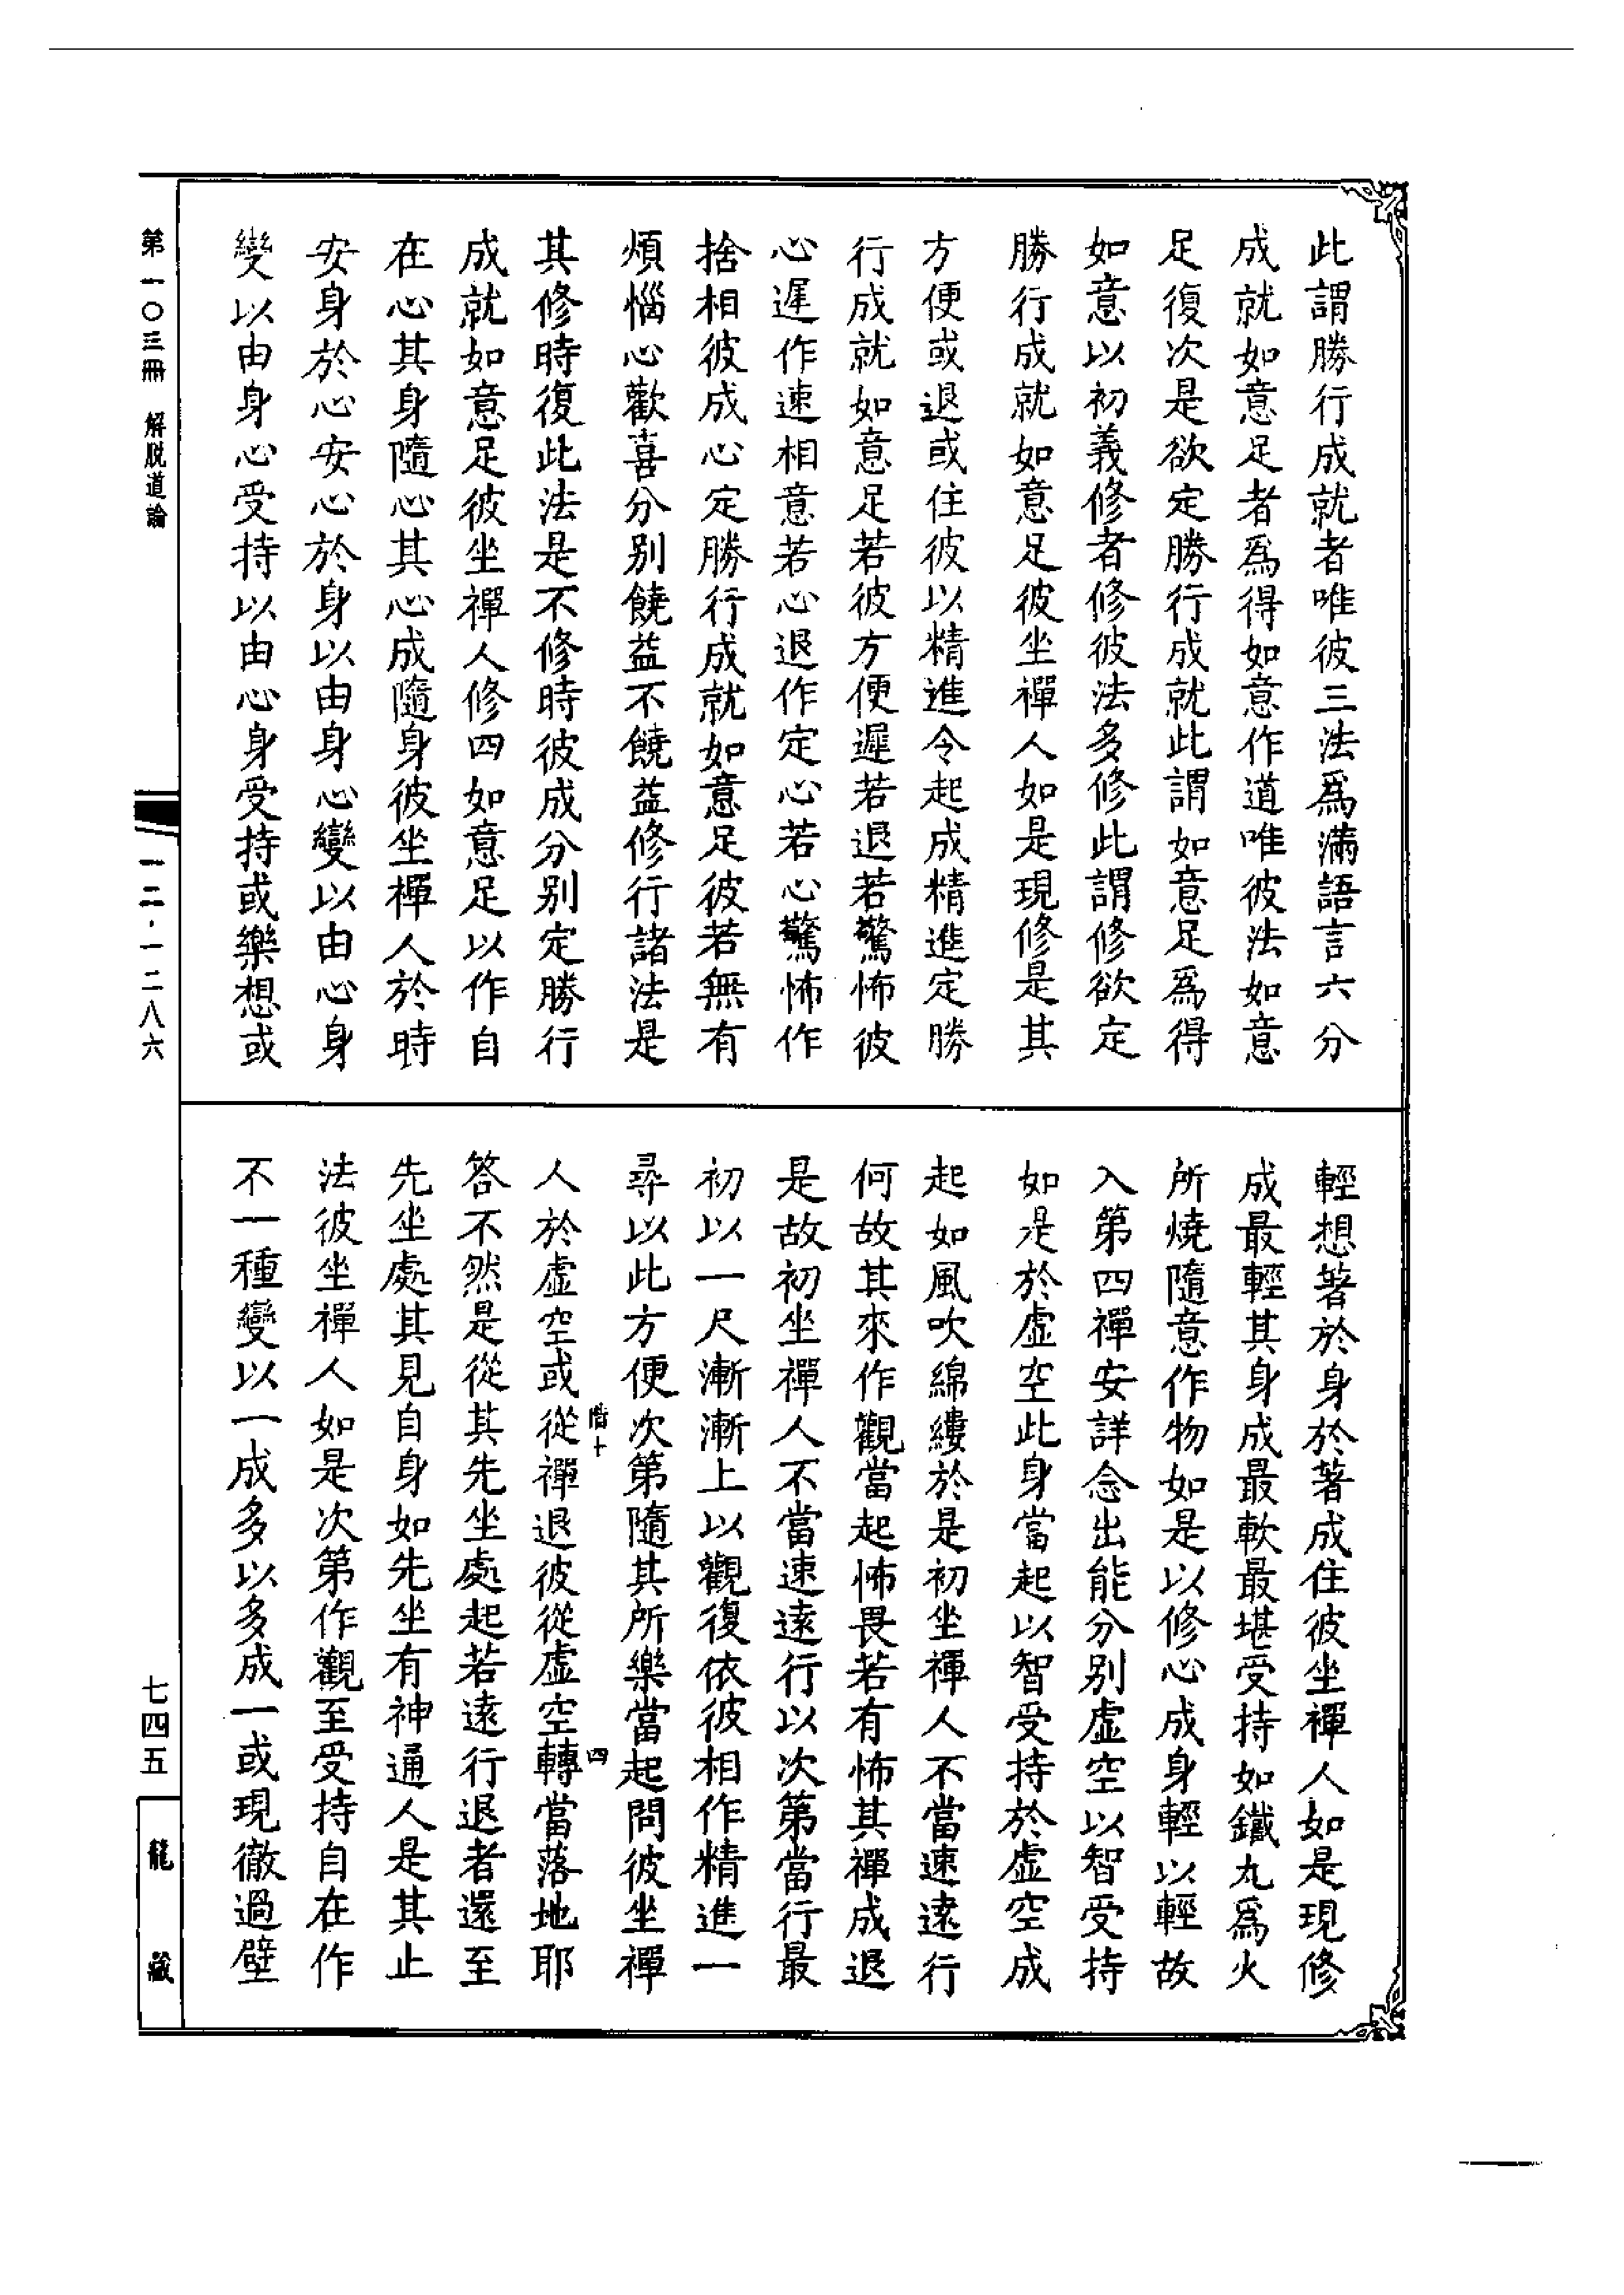 此謂勝行成就者唯彼三法爲滿語言六分
成就如意足者爲得如意作道唯彼法如意
足復次是欲定勝行成就此謂如意足爲得
如意以初義修者修彼法多修此謂修欲定
勝行成就如意足彼坐禪人如是現修是其
方便或退或住彼以精進令起成精進定勝
行成就如意足若彼方便遲若退若驚怖彼
心遲作速相意若心退作定心若心驚怖作
捨相彼成心定勝行成就如意足彼若無有
煩惱心歡喜分別饒益不饒益修行諸法是
其修時復此法是不修時彼成分別定勝行
成就如意足彼坐禪人修四如意足以作自
在心其身隨心其心成隨身彼坐禪人於時
安身於心安心於身以由身心變以由心身
變以由身心受持以由心身受持或樂想或
輕想著於身於著成住彼坐禪人如是現修
成最輕其身成最軟最堪受持如鐵丸爲火
所燒隨意作物如是以修心成身輕以輕故
入第四禪安詳念出能分別虛空以智受持
如是於虛空此身當起以智受持於虛空成
起如風吹綿縷於是初坐禪人不當速遠行
何故其來作觀當起怖畏若有怖其禪成退
是故初坐禪人不當速遠行以次第當行最
初以一尺漸漸上以觀復依彼相作精進一
尋以此方便次第隨其所樂當起問彼坐禪
人於虛空或從禪退彼從虛空轉當落地耶
階十
四
答不然是從其先坐處起若遠行退者還至
先坐處其見自身如先坐有神通人是其止
法彼坐禪人如是次第作觀至受持自在作
不一種變以一成多以多成一或現徹過壁
第一〇三冊 解脱道論
一二·一二八六
七四五
龍藏